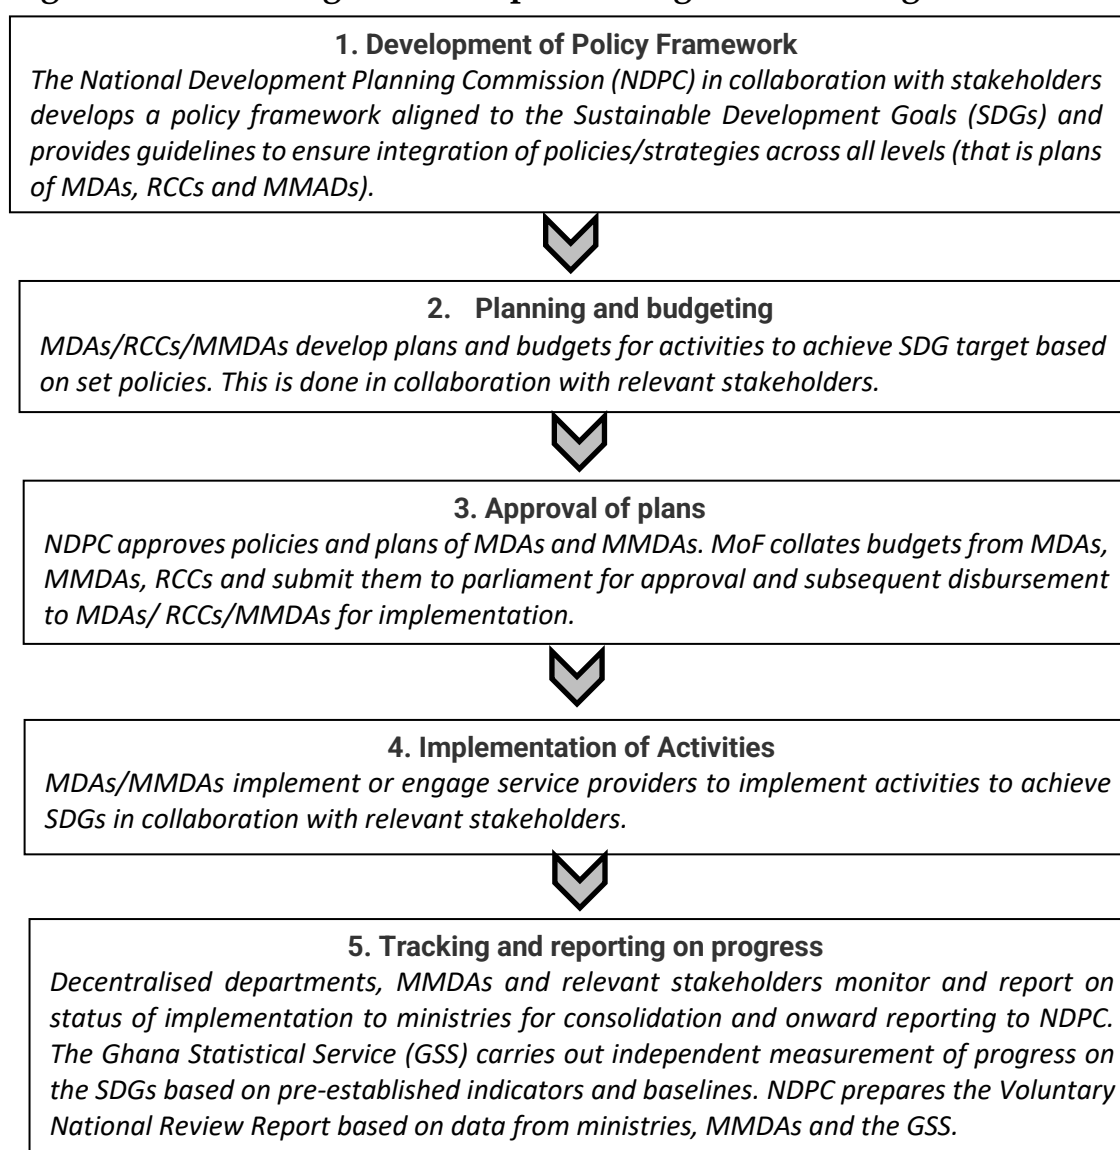 1. Development of Policy Framework
The National Development Planning Commission (NDPC) in collaboration with stakeholders
develops a policy framework aligned to the Sustainable Development Goals (SDGs) and
provides guidelines to ensure integration of policies/strategies across all levels (that is plans
of MDAs, RCCs and MMADs).
2. Planning and budgeting
MDAs/RCCs/MMDAs develop plans and budgets for activities to achieve SDG target based
on set policies. This is done in collaboration with relevant stakeholders.
3. Approval of plans
NDPC approves policies and plans of MDAs and MMDAs. MoF collates budgets from MDAs,
MMDAs, RCCs and submit them to parliament for approval and subsequent disbursement
to MDAs/ RCCs/MMDAs for implementation.
4. Implementation of Activities
MDAs/MMDAs implement or engage service providers to implement activities to achieve
SDGs in collaboration with relevant stakeholders.
5. Tracking and reporting on progress
Decentralised departments, MMDAs and relevant stakeholders monitor and report on
status of implementation to ministries for consolidation and onward reporting to NDPC.
The Ghana Statistical Service (GSS) carries out independent measurement of progress on
the SDGs based on pre-established indicators and baselines. NDPC prepares the Voluntary
National Review Report based on data from ministries, MMDAs and the GSS.